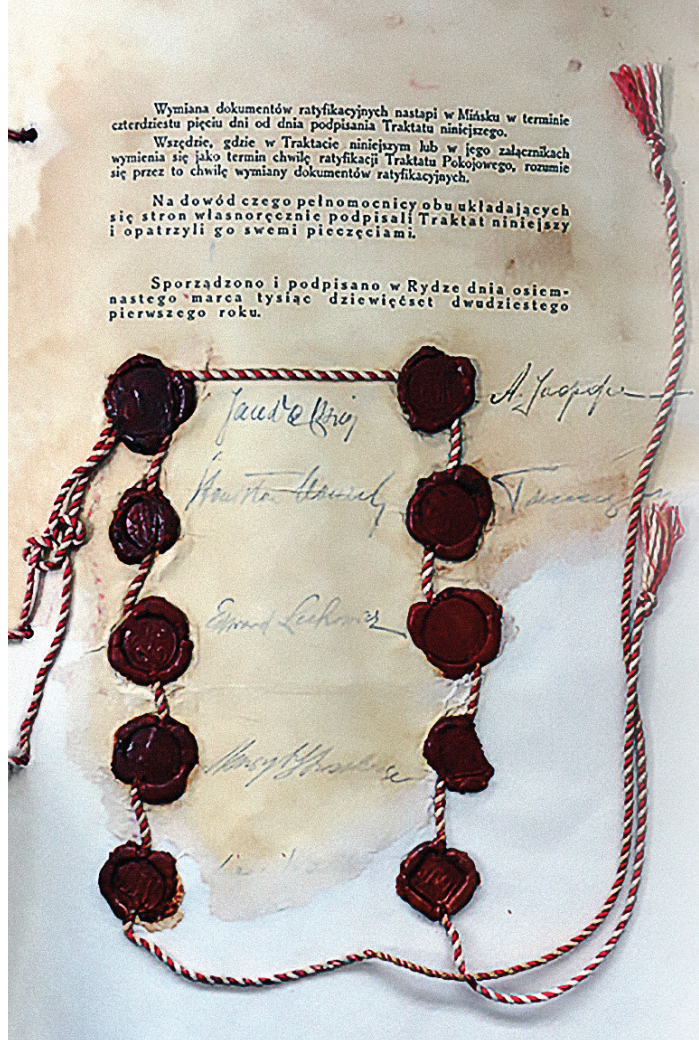 Wymiana dokumentów ratyfikacyjnych nastąpi w Mińsku w terminie
czterdziestu pięciu dni od dnia podpisania Traktatu niniejszego.
Wszędzie, gdzie w Traktacie niniejszym lub w jego załącznikach
wymienia się jako termin chwilę ratyfikacji Traktatu Pokojowego, rozumie
się przez to chwilę wymiany dokumentów ratyfikacyjnych.
Na dowód czego pełnomocnicy obu układających
się stron własnoręcznie podpisali Traktat niniejszy
i opatrzyli go swemi pieczęciami.
Sporządzono i podpisano w Rydze dnia osiem-
nastego marca tysiąc dziewięćset dwudziestego
pierwszego roku.
A.
Edward Lechowicz